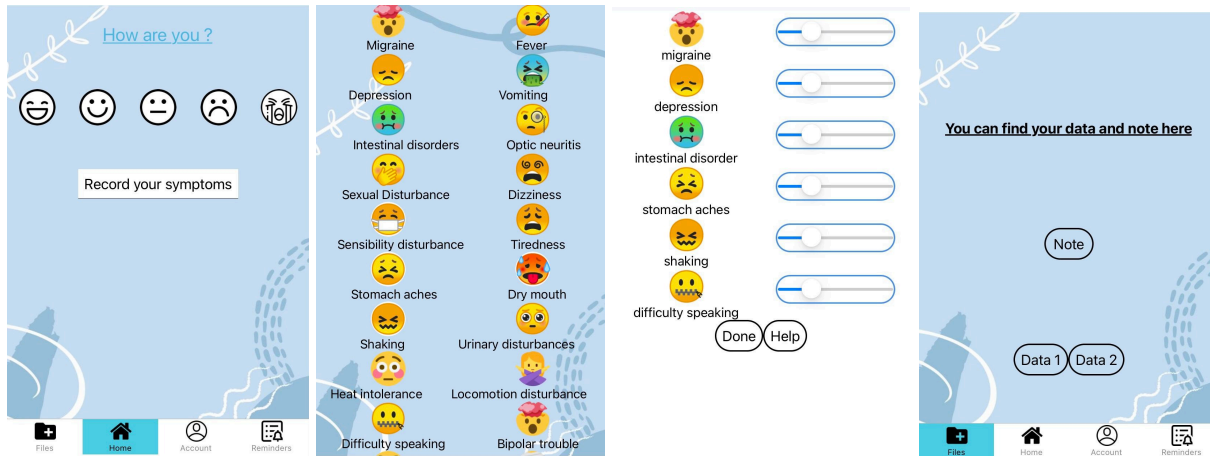 How are you ?
Record your symptoms
Files Home Account Reminders
Migraine Fever
Depression Vomiting
Intestinal disorders Optic neuritis
Sexual Disturbance Dizziness
Sensibility disturbance Tiredness
Stomach aches Dry mouth
Shaking Urinary disturbances
Heat intolerance Locomotion disturbance
Difficulty speaking Bipolar trouble
migraine
depression
intestinal disorder
stomach aches
shaking
difficulty speaking
Done Help
You can find your data and note here
Note
Data 1 Data 2
Files Home Account Reminders